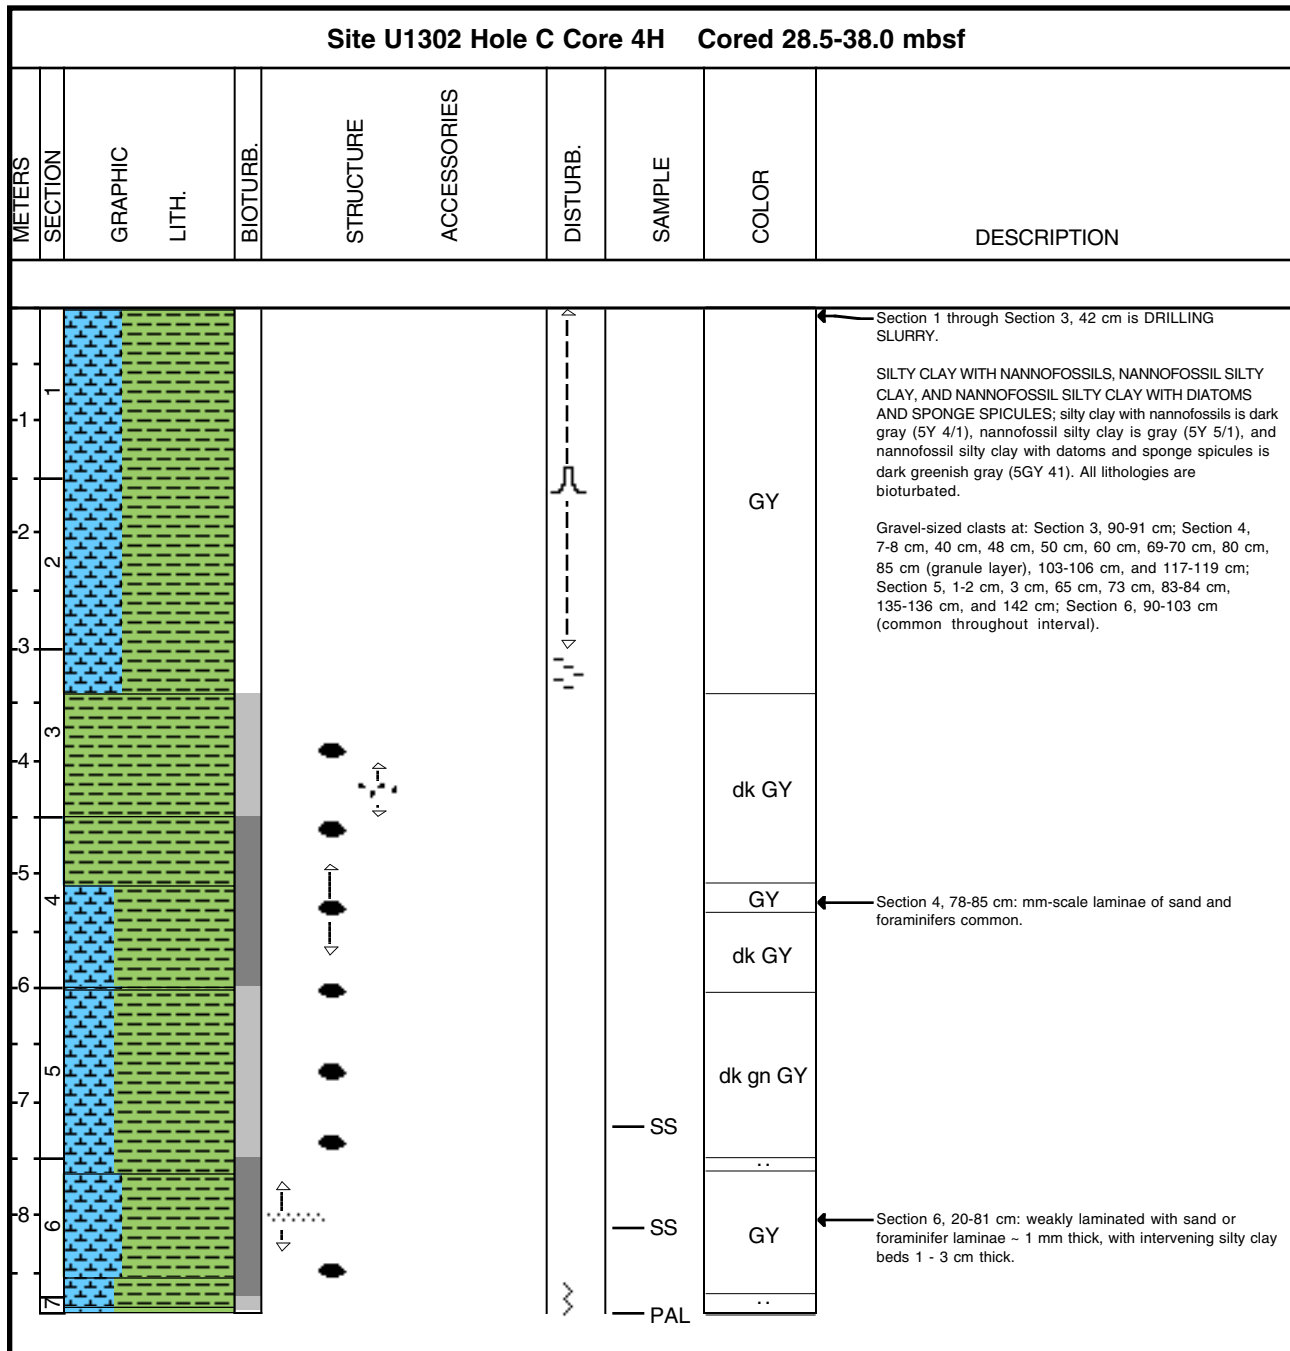 Site U1302 Hole C Core 4H Cored 28.5-38.0 mbsf
METERS
SECTION
GRAPHIC
LITH.
BIOTURB.
STRUCTURE
ACCESSORIES
DISTURB.
SAMPLE
COLOR
DESCRIPTION
1
2
3
4
5
6
7
8
1
2
3
4
5
6
7
SS
SS
PAL
GY
dk GY
GY
dk GY
dk gn GY
..
GY
..
Section 1 through Section 3, 42 cm is DRILLING
SLURRY.
SILTY CLAY WITH NANNOFOSSILS, NANNOFOSSIL SILTY
CLAY, AND NANNOFOSSIL SILTY CLAY WITH DIATOMS
AND SPONGE SPICULES; silty clay with nannofossils is dark
gray (5Y 4/1), nannofossil silty clay is gray (5Y 5/1), and
nannofossil silty clay with datoms and sponge spicules is
dark greenish gray (5GY 41). All lithologies are
bioturbated.
Gravel-sized clasts at: Section 3, 90-91 cm; Section 4,
7-8 cm, 40 cm, 48 cm, 50 cm, 60 cm, 69-70 cm, 80 cm,
85 cm (granule layer), 103-106 cm, and 117-119 cm;
Section 5, 1-2 cm, 3 cm, 65 cm, 73 cm, 83-84 cm,
135-136 cm, and 142 cm; Section 6, 90-103 cm
(common throughout interval).
Section 4, 78-85 cm: mm-scale laminae of sand and
foraminifers common.
Section 6, 20-81 cm: weakly laminated with sand or
foraminifer laminae ~ 1 mm thick, with intervening silty clay
beds 1 - 3 cm thick.